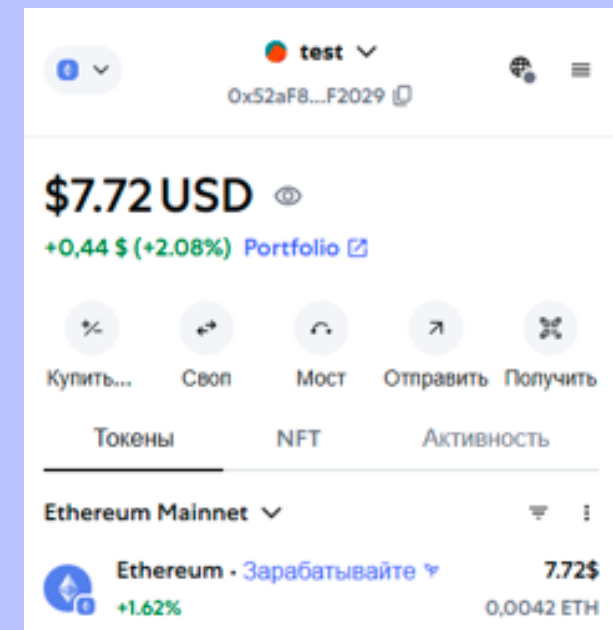 test
0x52aF8...F2029
$7.72 USD
+0,44 $ (+2.08%) Portfolio
Купить... Своп Мост Отправить Получить
Токены NFT Активность
Ethereum Mainnet
Ethereum • Зарабатывайте 7.72$
+1.62% 0,0042 ETH